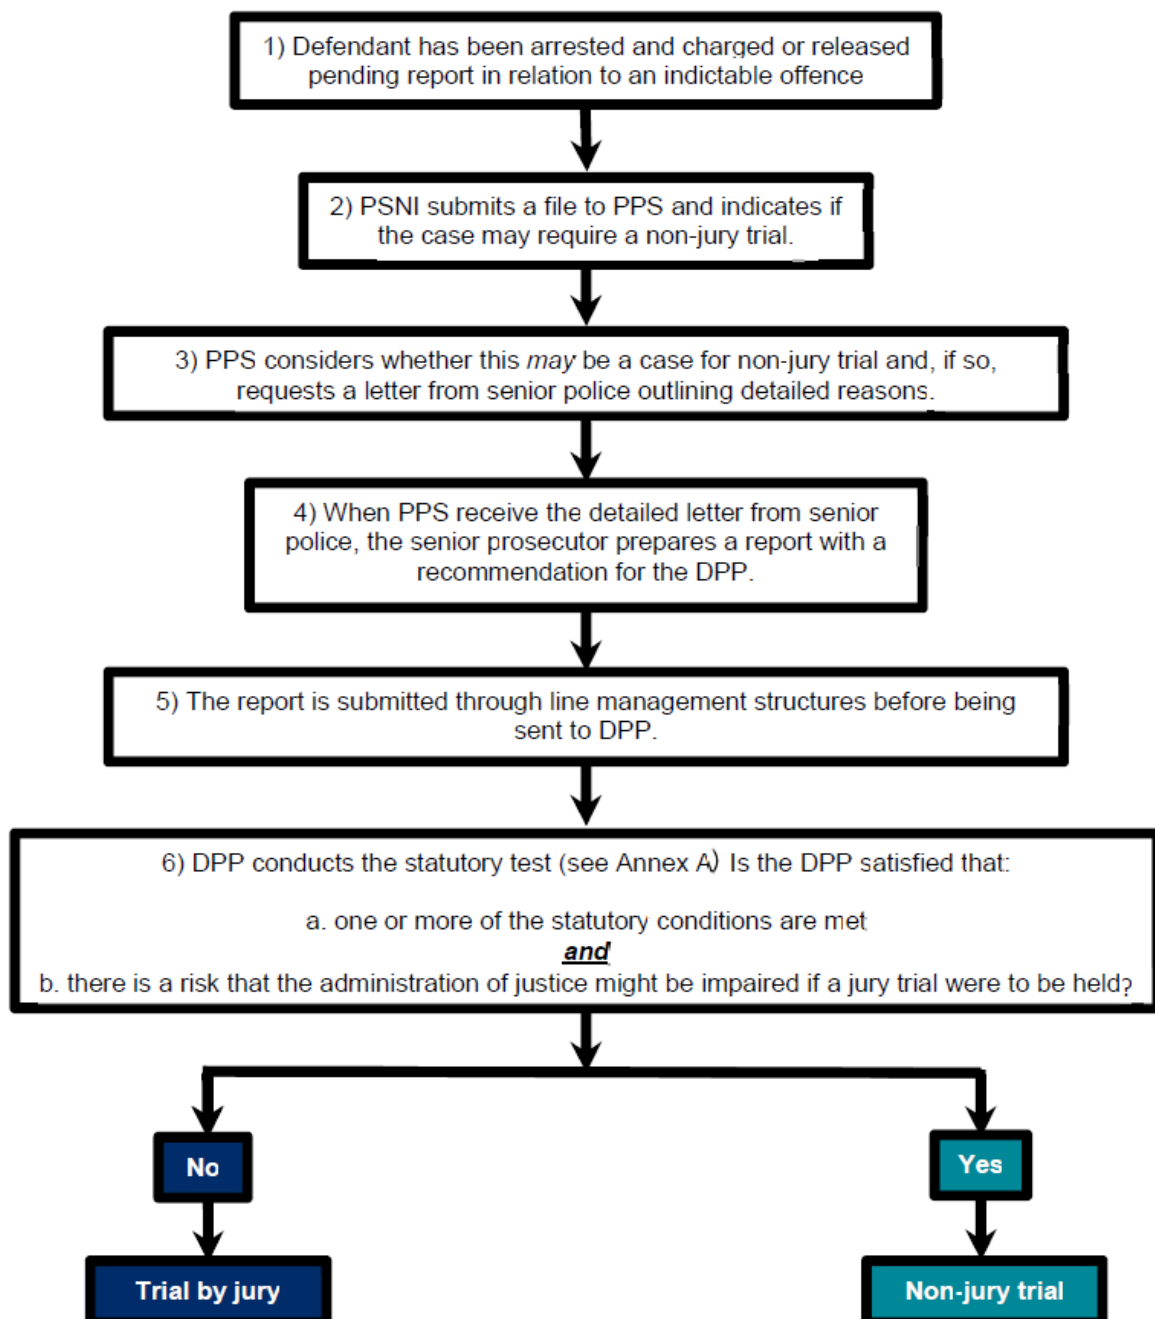 1) Defendant has been arrested and charged or released
pending report in relation to an indictable offence
2) PSNI submits a file to PPS and indicates if
the case may require a non-jury trial.
3) PPS considers whether this may be a case for non-jury trial and, if so,
requests a letter from senior police outlining detailed reasons.
4) When PPS receive the detailed letter from senior
police, the senior prosecutor prepares a report with a
recommendation for the DPP.
5) The report is submitted through line management structures before being
sent to DPP.
6) DPP conducts the statutory test (see Annex A) Is the DPP satisfied that:
a. one or more of the statutory conditions are met
and
b. there is a risk that the administration of justice might be impaired if a jury trial were to be held?
No
Yes
Trial by jury
Non-jury trial